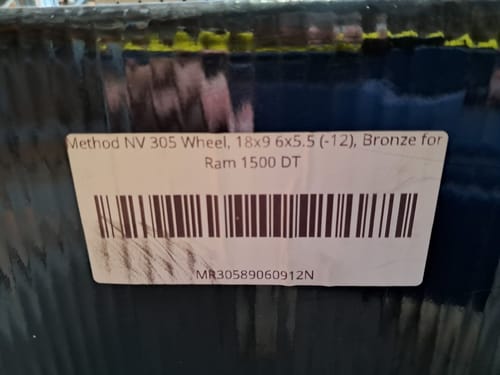 Method NV 305 Wheel, 18x9 6x5.5 (-12), Bronze for
Ram 1500 DT
MR30589060912N